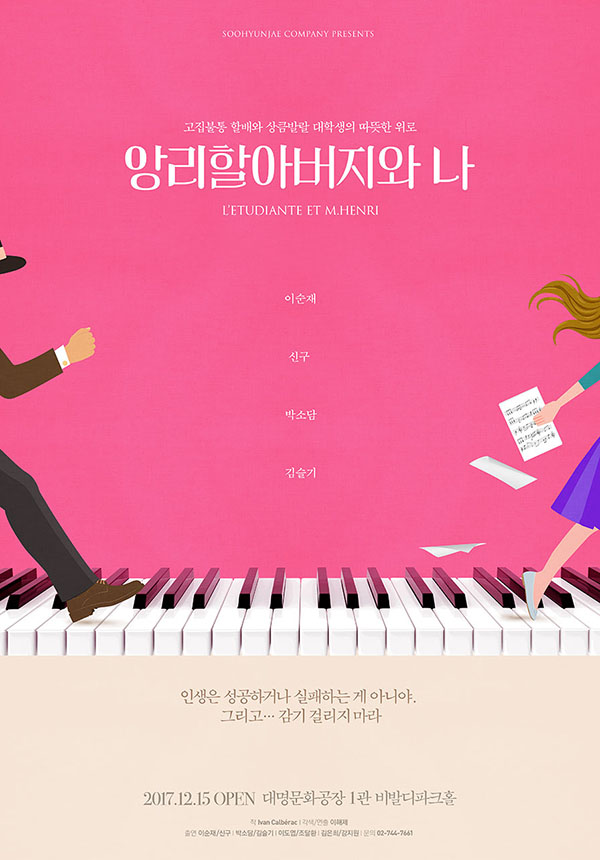 SOOHYUNJAE COMPANY PRESENTS
고집불통 할배와 상큼발랄 대학생의 따뜻한 위로
앙리할아버지와 나
L'ETUDIANTE ET M.HENRI
이순재
신구
박소담
김슬기
인생은 성공하거나 실패하는 게 아니야.
그리고··· 감기 걸리지 마라
2017.12.15 OPEN 대명문화공장 1관 비발디파크홀
작 Ivan Calbérac | 각색/연출 이해제
출연 이순재/신구 | 박소담/김슬기 | 이도엽/조달환 | 김은희/강지원 | 문의 02-744-7661